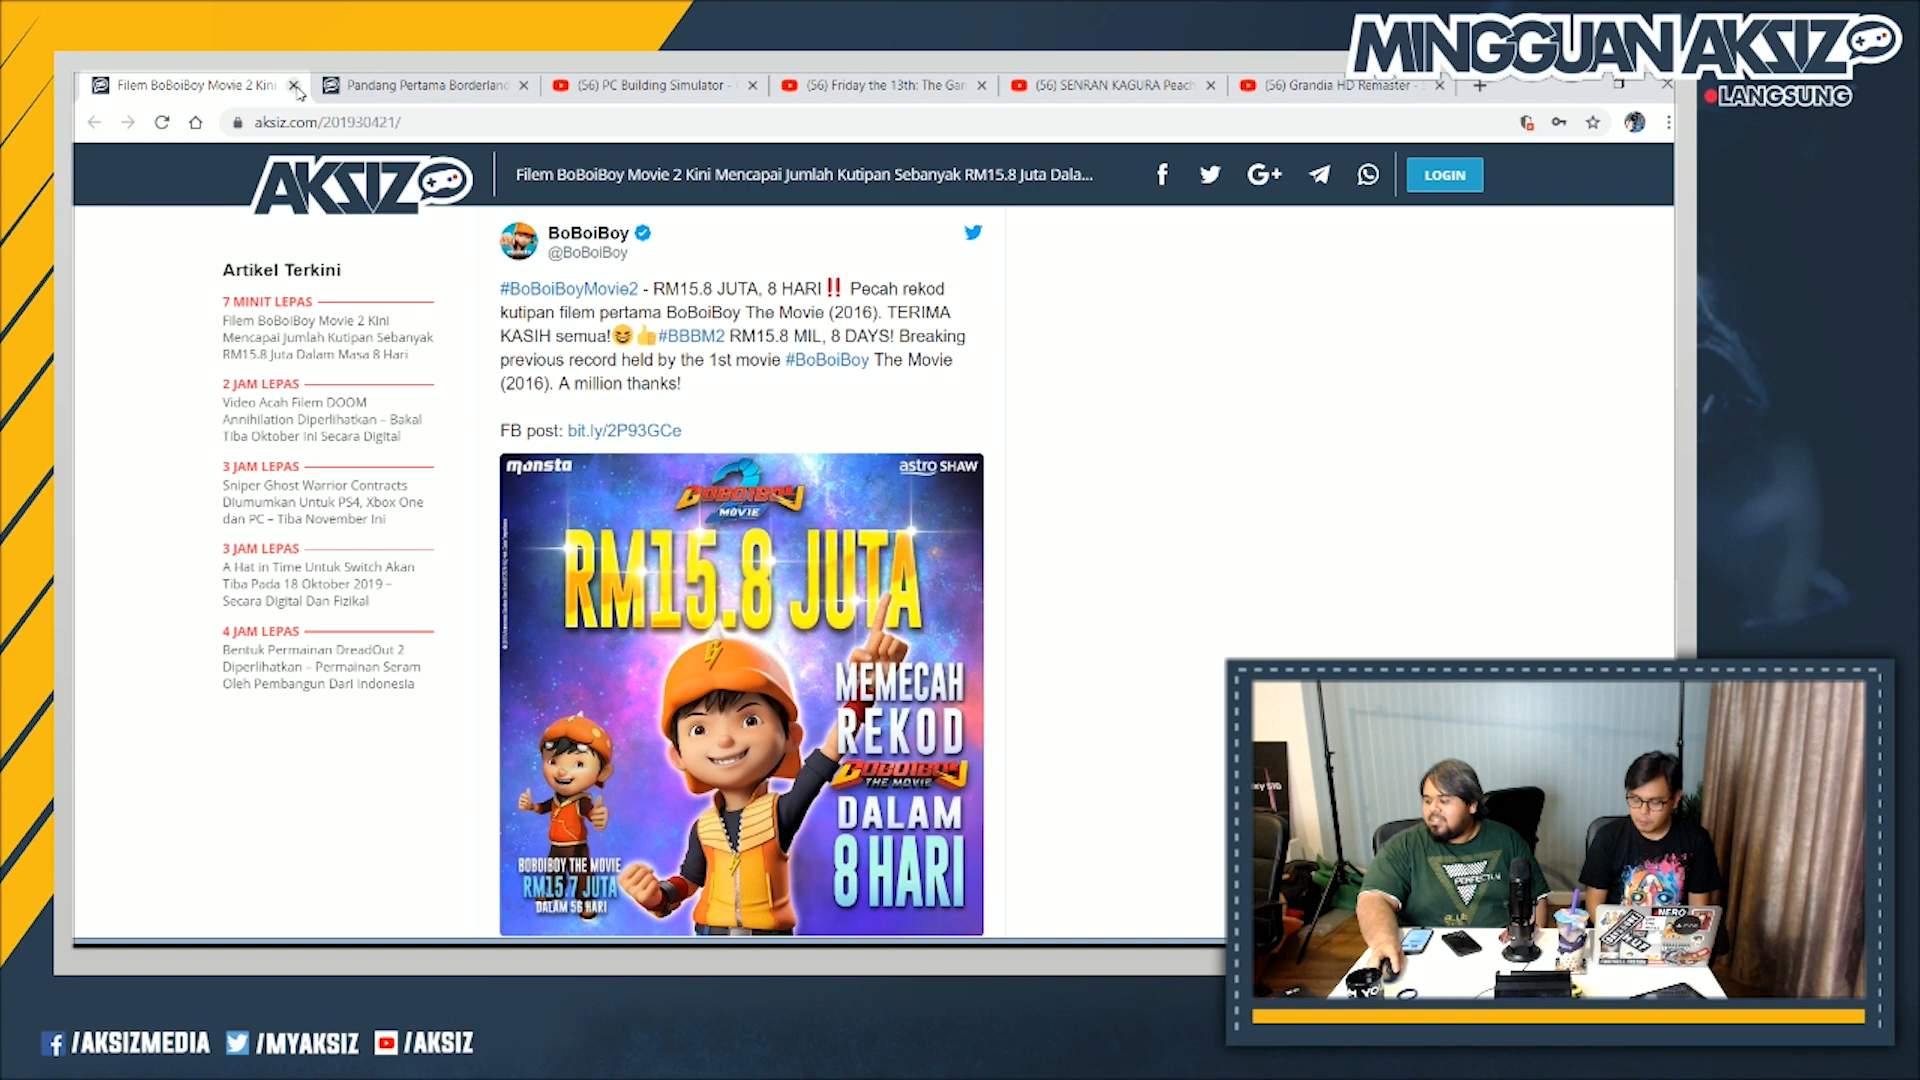 MINGGUAN AKSIZ
LANGSUNG
Filem BoBoiBoy Movie 2 Kini
Pandang Pertama Borderlanc
(56) PC Building Simulator -
(56) Friday the 13th: The Gar
(56) SENRAN KAGURA Peach
(56) Grandia HD Remaster -
aksiz.com/201930421/
AKSIZ
Filem BoBoiBoy Movie 2 Kini Mencapai Jumlah Kutipan Sebanyak RM15.8 Juta Dala...
LOGIN
Artikel Terkini
7 MINIT LEPAS
Filem BoBoiBoy Movie 2 Kini
Mencapai Jumlah Kutipan Sebanyak
RM15.8 Juta Dalam Masa 8 Hari
2 JAM LEPAS
Video Acah Filem DOOM
Annihilation Diperlihatkan – Bakal
Tiba Oktober Ini Secara Digital
3 JAM LEPAS
Sniper Ghost Warrior Contracts
Diumumkan Untuk PS4, Xbox One
dan PC – Tiba November Ini
3 JAM LEPAS
A Hat in Time Untuk Switch Akan
Tiba Pada 18 Oktober 2019 –
Secara Digital Dan Fizikal
4 JAM LEPAS
Bentuk Permainan DreadOut 2
Diperlihatkan – Permainan Seram
Oleh Pembangun Dari Indonesia
BoBoiBoy
@BoBoiBoy
#BoBoiBoyMovie2 - RM15.8 JUTA, 8 HARI‼️ Pecah rekod
kutipan filem pertama BoBoiBoy The Movie (2016). TERIMA
KASIH semua!😆👍#BBBM2 RM15.8 MIL, 8 DAYS! Breaking
previous record held by the 1st movie #BoBoiBoy The Movie
(2016). A million thanks!
FB post: bit.ly/2P93GCe
monsta
astro SHAW
BOBOIBOY
MOVIE 2
RM15.8 JUTA
MEMECAH
REKOD
BOBOIBOY
THE MOVIE
DALAM
8 HARI
BOBOIBOY THE MOVIE
RM15.7 JUTA
DALAM 56 HARI
PERFECTLY
NERO
/AKSIZMEDIA
/MYAKSIZ
/AKSIZ